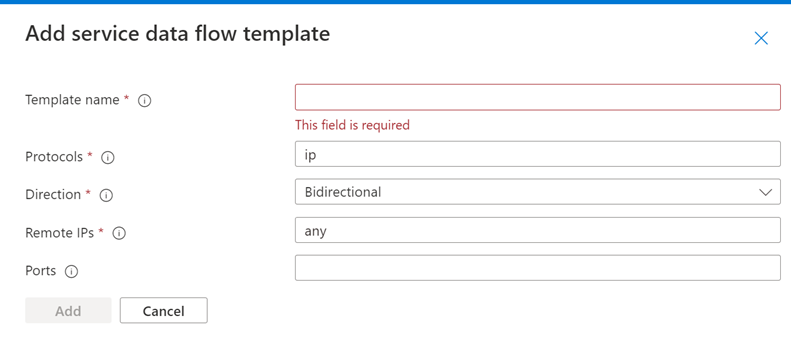 Add service data flow template
Template name *
This field is required
Protocols * ip
Direction * Bidirectional
Remote IPs * any
Ports
Add Cancel